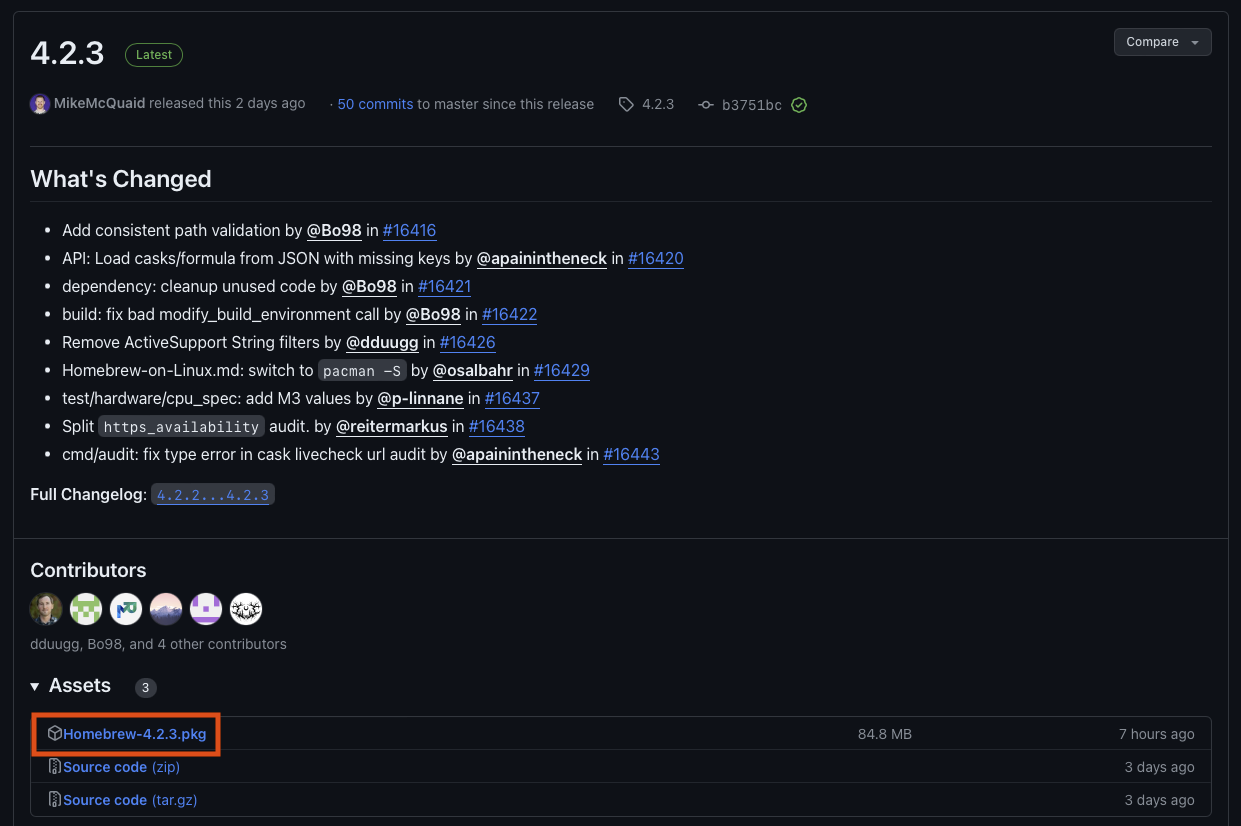 4.2.3 Latest Compare
MikeMcQuaid released this 2 days ago · 50 commits to master since this release 4.2.3 b3751bc
What's Changed
• Add consistent path validation by @Bo98 in #16416
• API: Load casks/formula from JSON with missing keys by @apainintheneck in #16420
• dependency: cleanup unused code by @Bo98 in #16421
• build: fix bad modify_build_environment call by @Bo98 in #16422
• Remove ActiveSupport String filters by @dduugg in #16426
• Homebrew-on-Linux.md: switch to pacman -S by @osalbahr in #16429
• test/hardware/cpu_spec: add M3 values by @p-linnane in #16437
• Split https_availability audit. by @reitermarkus in #16438
• cmd/audit: fix type error in cask livecheck url audit by @apainintheneck in #16443
Full Changelog: 4.2.2...4.2.3
Contributors
dduugg, Bo98, and 4 other contributors
Assets 3
Homebrew-4.2.3.pkg 84.8 MB 7 hours ago
Source code (zip) 3 days ago
Source code (tar.gz) 3 days ago